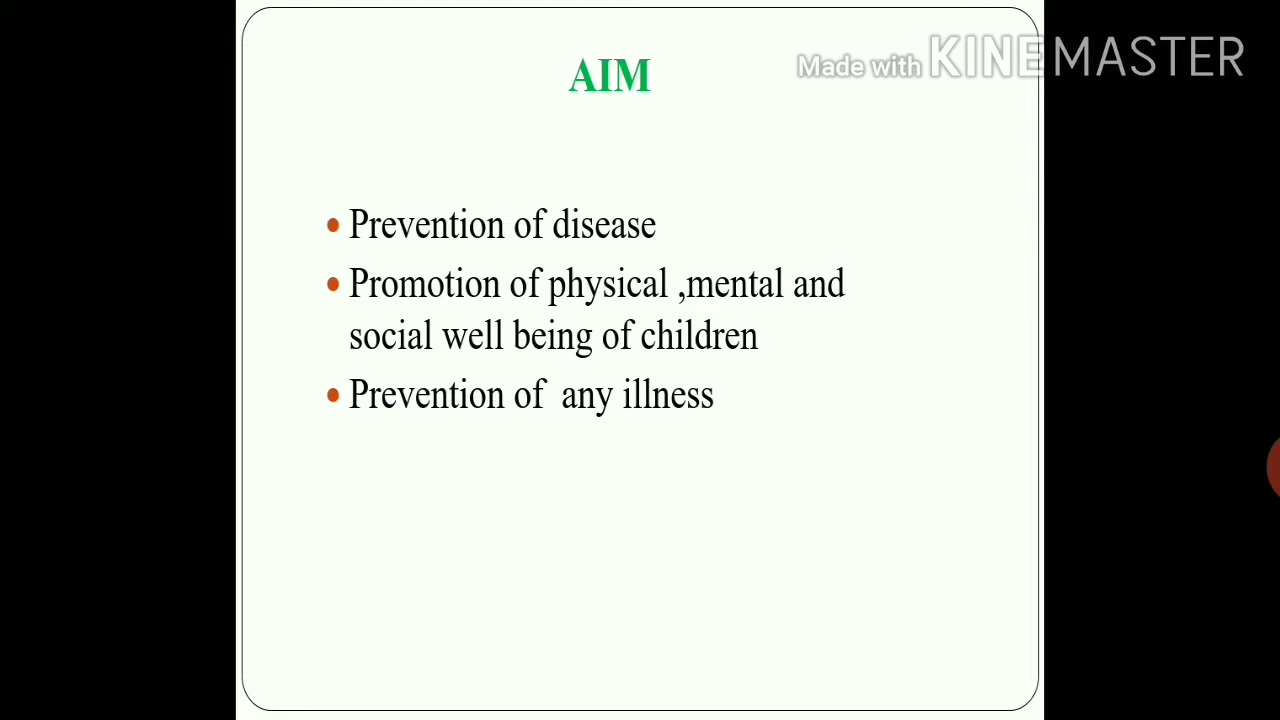 AIM
Made with KINEMASTER
Prevention of disease
Promotion of physical ,mental and
social well being of children
Prevention of any illness